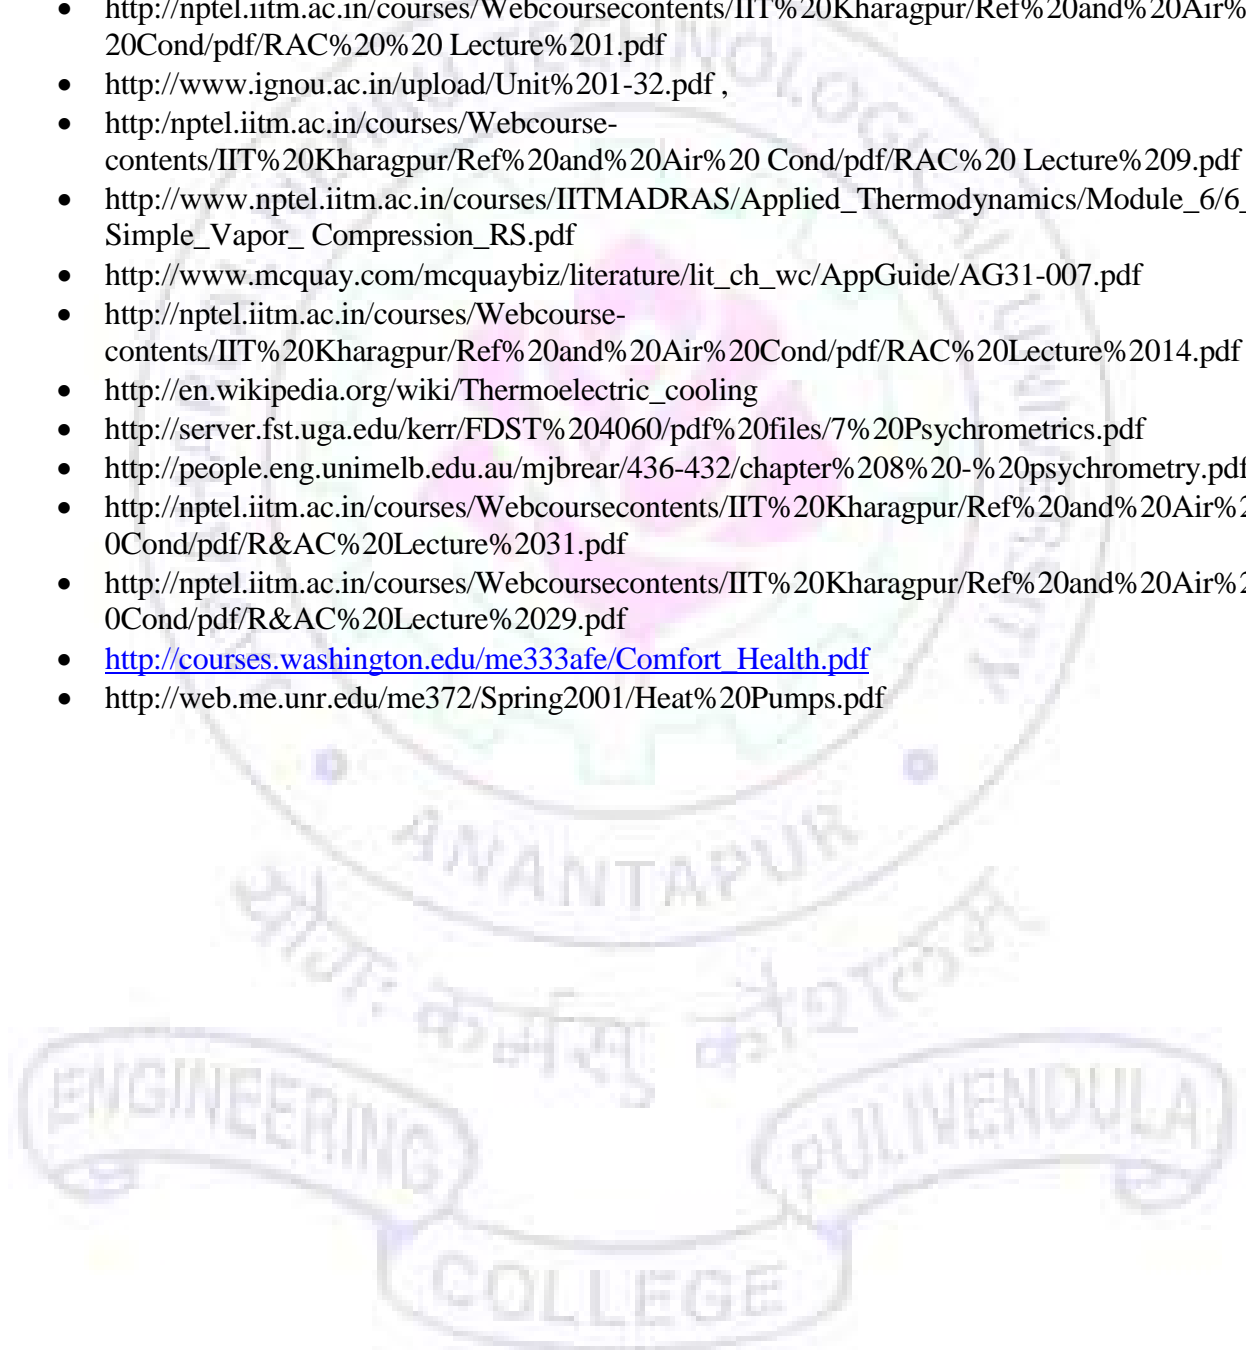 • http://nptel.iitm.ac.in/courses/Webcoursecontents/IIT%20Kharagpur/Ref%20and%20Air%
20Cond/pdf/RAC%20%20 Lecture%201.pdf
• http://www.ignou.ac.in/upload/Unit%201-32.pdf ,
• http:/nptel.iitm.ac.in/courses/Webcourse-
contents/IIT%20Kharagpur/Ref%20and%20Air%20 Cond/pdf/RAC%20 Lecture%209.pdf
• http://www.nptel.iitm.ac.in/courses/IITMADRAS/Applied_Thermodynamics/Module_6/6_
Simple_Vapor_ Compression_RS.pdf
• http://www.mcquay.com/mcquaybiz/literature/lit_ch_wc/AppGuide/AG31-007.pdf
• http://nptel.iitm.ac.in/courses/Webcourse-
contents/IIT%20Kharagpur/Ref%20and%20Air%20Cond/pdf/RAC%20Lecture%2014.pdf
• http://en.wikipedia.org/wiki/Thermoelectric_cooling
• http://server.fst.uga.edu/kerr/FDST%204060/pdf%20files/7%20Psychrometrics.pdf
• http://people.eng.unimelb.edu.au/mjbrear/436-432/chapter%208%20-%20psychrometry.pdf
• http://nptel.iitm.ac.in/courses/Webcoursecontents/IIT%20Kharagpur/Ref%20and%20Air%2
0Cond/pdf/R&AC%20Lecture%2031.pdf
• http://nptel.iitm.ac.in/courses/Webcoursecontents/IIT%20Kharagpur/Ref%20and%20Air%2
0Cond/pdf/R&AC%20Lecture%2029.pdf
• http://courses.washington.edu/me333afe/Comfort_Health.pdf
• http://web.me.unr.edu/me372/Spring2001/Heat%20Pumps.pdf
TECHNOLOGICAL UNIVERSITY
ANANTAPUR
योगः कर्मसु कौशलम्
ENGINEERING
PULIVENDULA
COLLEGE